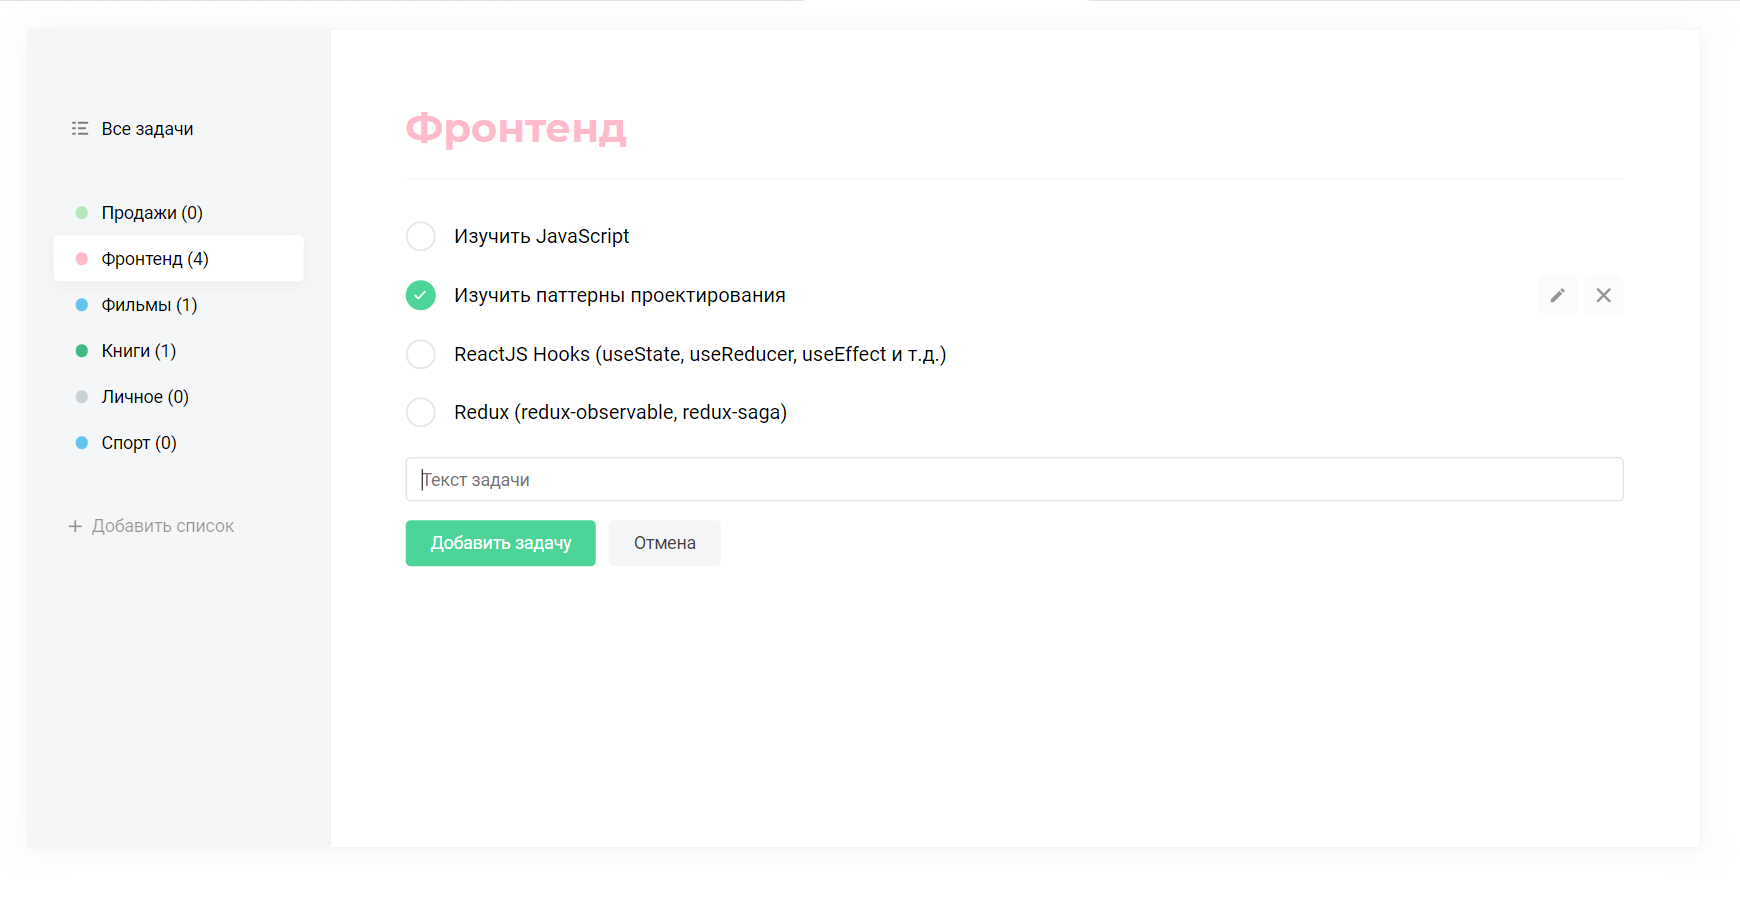 Все задачи
Продажи (0)
Фронтенд (4)
Фильмы (1)
Книги (1)
Личное (0)
Спорт (0)
Добавить список
Фронтенд
Изучить JavaScript
Изучить паттерны проектирования
ReactJS Hooks (useState, useReducer, useEffect и т.д.)
Redux (redux-observable, redux-saga)
Текст задачи
Добавить задачу
Отмена